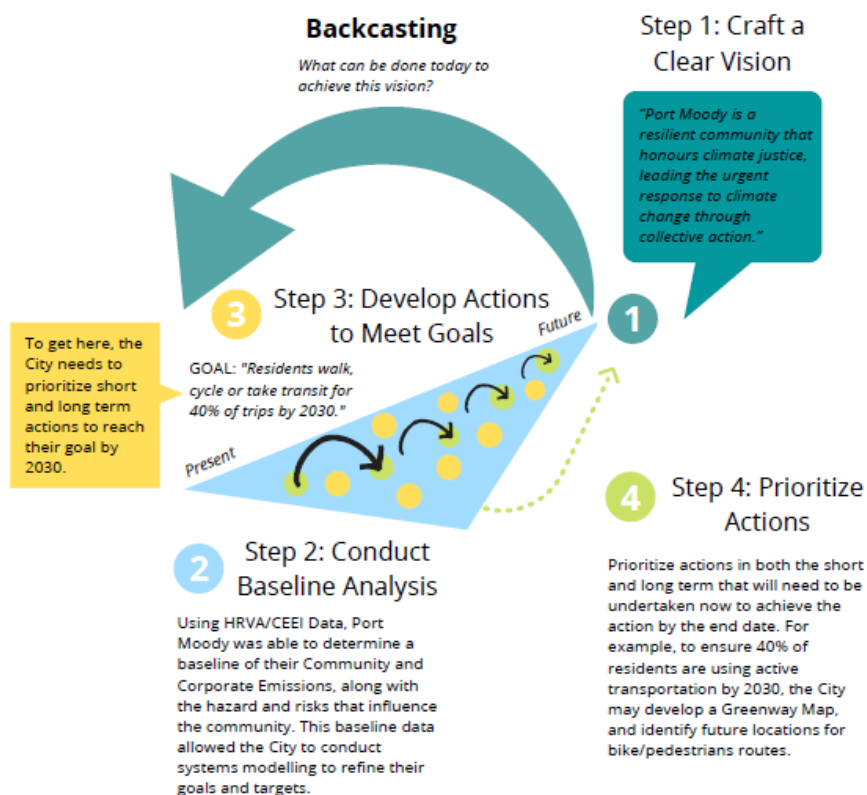 Backcasting
What can be done today to
achieve this vision?
Step 1: Craft a
Clear Vision
"Port Moody is a
resilient community that
honours climate justice,
leading the urgent
response to climate
change through
collective action."
1
3
Step 3: Develop Actions
to Meet Goals
To get here, the
City needs to
prioritize short
and long term
actions to reach
their goal by
2030.
GOAL: "Residents walk,
cycle or take transit for
40% of trips by 2030."
Future
Present
2
Step 2: Conduct
Baseline Analysis
Using HRVA/CEEI Data, Port
Moody was able to determine a
baseline of their Community and
Corporate Emissions, along with
the hazard and risks that influence
the community. This baseline data
allowed the City to conduct
systems modelling to refine their
goals and targets.
4
Step 4: Prioritize
Actions
Prioritize actions in both the short
and long term that will need to be
undertaken now to achieve the
action by the end date. For
example, to ensure 40% of
residents are using active
transportation by 2030, the City
may develop a Greenway Map,
and identify future locations for
bike/pedestrians routes.